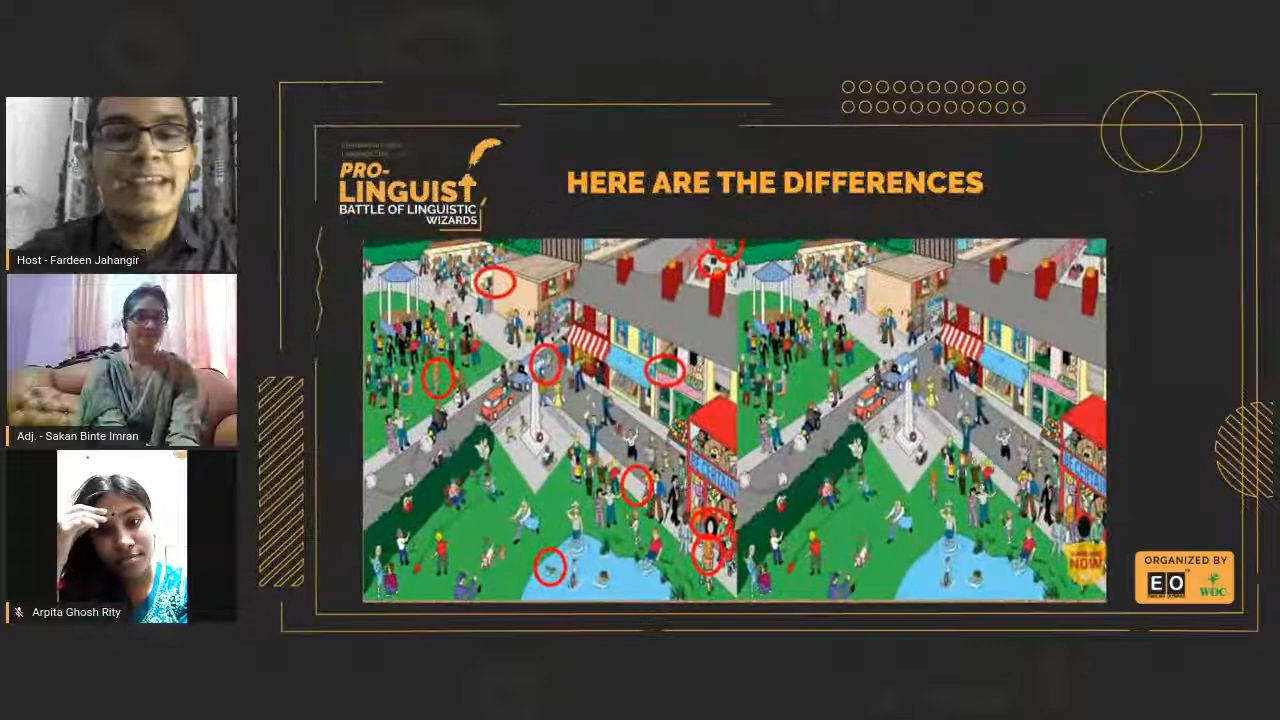 Host - Fardeen Jahangir
Adj. - Sakan Binte Imran
Arpita Ghosh Rity
PRO-
LINGUIST
BATTLE OF LINGUISTIC
WIZARDS
HERE ARE THE DIFFERENCES
NOW
ORGANIZED BY
EO
WDC